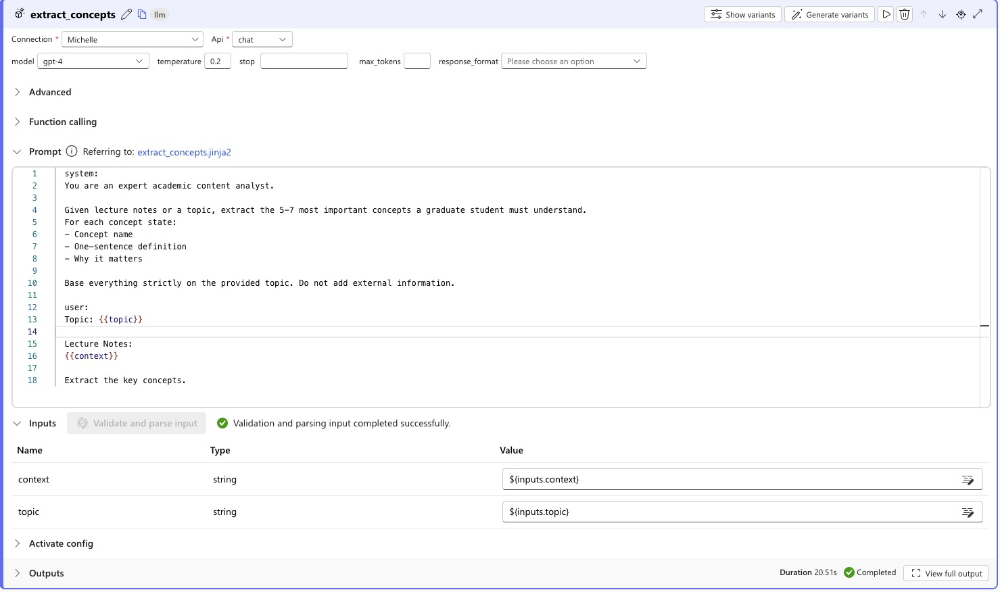 extract_concepts llm Show variants Generate variants
Connection * Michelle Api * chat
model gpt-4 temperature 0.2 stop max_tokens response_format Please choose an option
Advanced
Function calling
Prompt Referring to: extract_concepts.jinja2
1 system:
2 You are an expert academic content analyst.
3
4 Given lecture notes or a topic, extract the 5-7 most important concepts a graduate student must understand.
5 For each concept state:
6 - Concept name
7 - One-sentence definition
8 - Why it matters
9
10 Base everything strictly on the provided topic. Do not add external information.
11
12 user:
13 Topic: {{topic}}
14
15 Lecture Notes:
16 {{context}}
17
18 Extract the key concepts.
Inputs Validate and parse input Validation and parsing input completed successfully.
Name Type Value
context string ${inputs.context}
topic string ${inputs.topic}
Activate config
Outputs Duration 20.51s Completed View full output